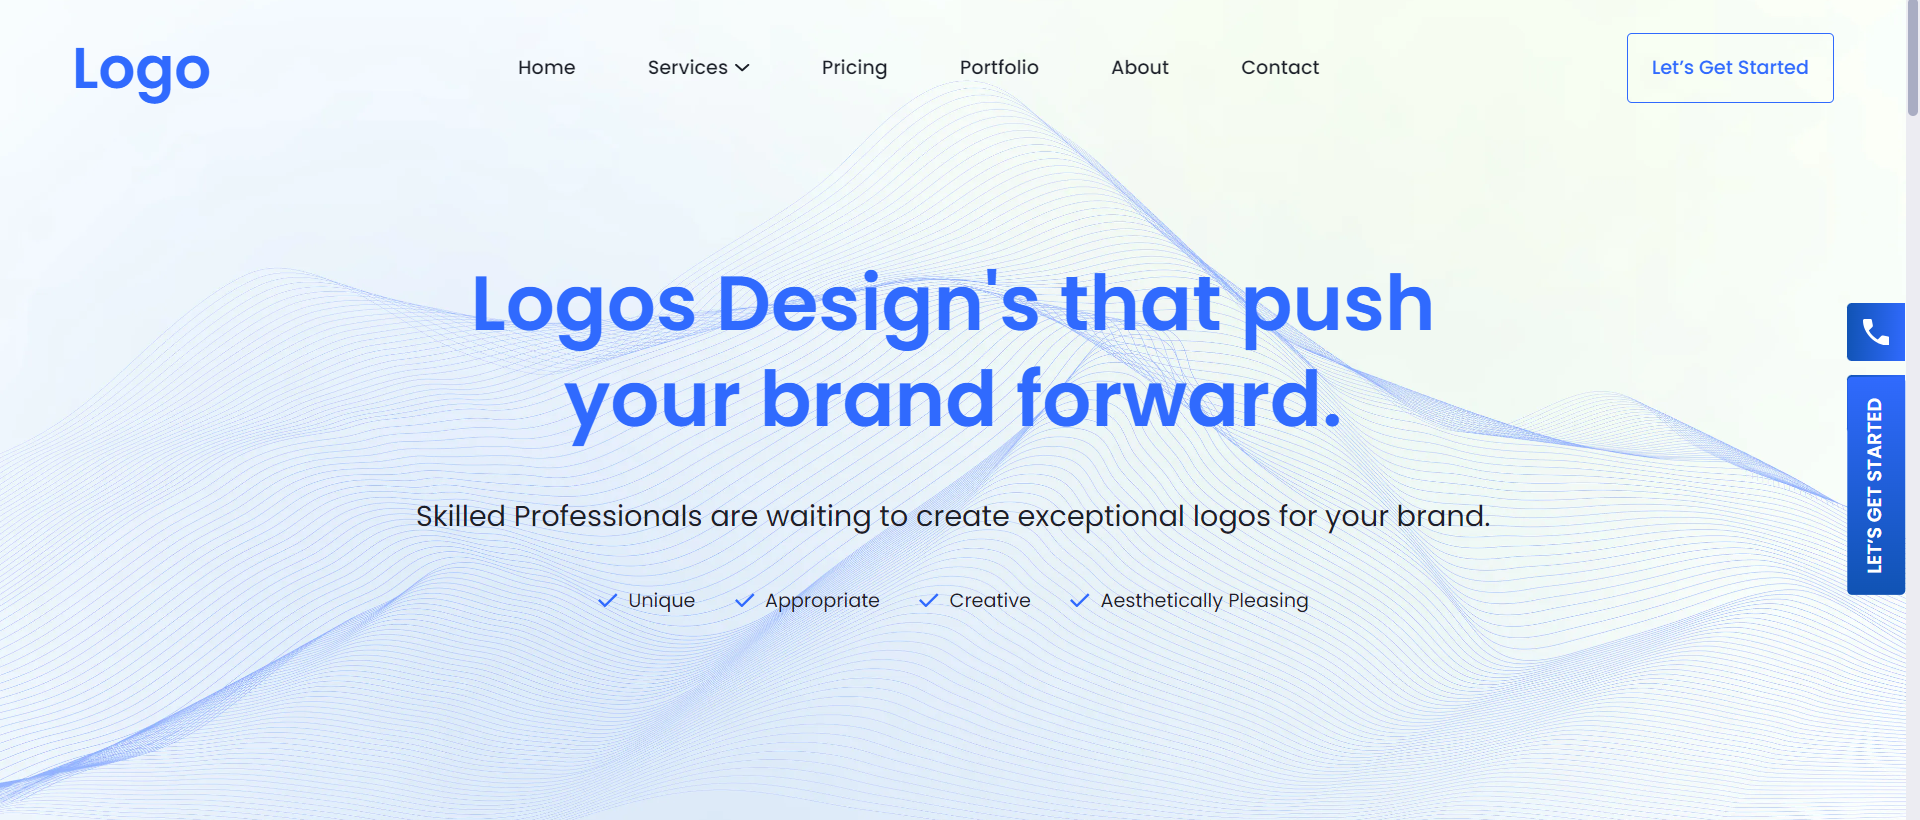 Logo
Home Services Pricing Portfolio About Contact
Let’s Get Started
Logos Design's that push
your brand forward.
Skilled Professionals are waiting to create exceptional logos for your brand.
Unique Appropriate Creative Aesthetically Pleasing
LET’S GET STARTED